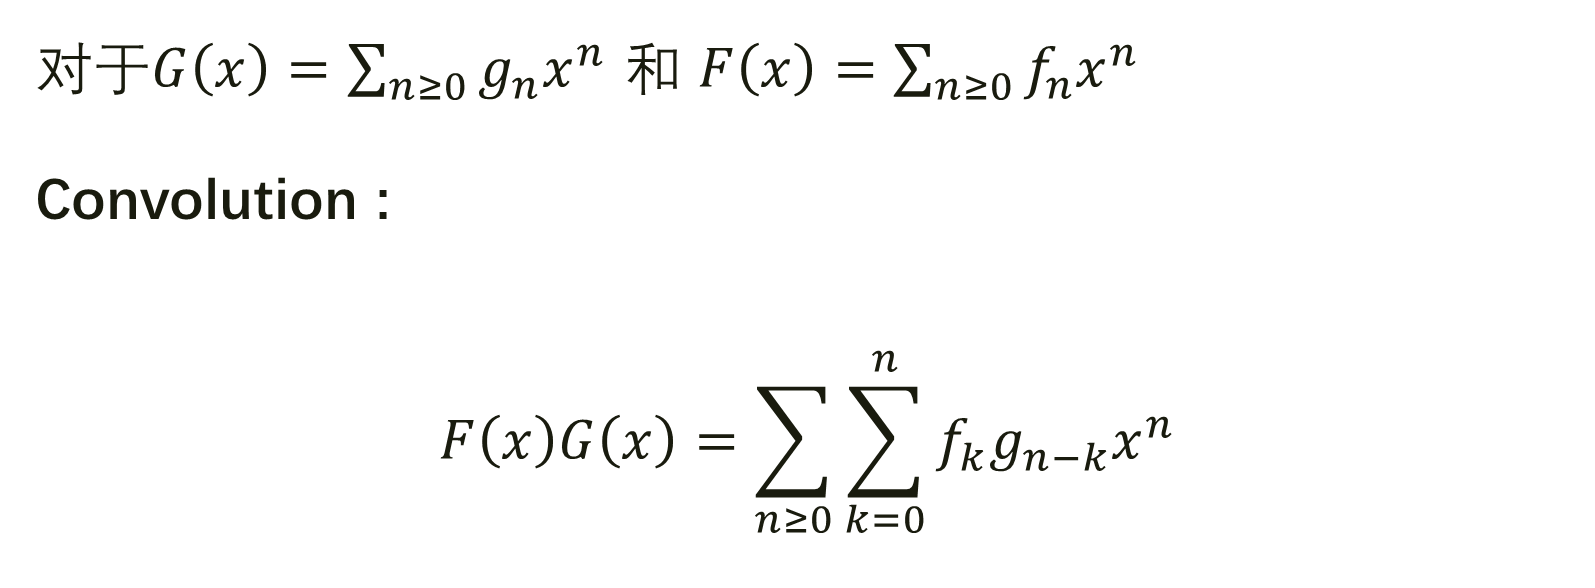 对于G(x) = ∑_{n≥0} g_n x^n 和 F(x) = ∑_{n≥0} f_n x^n
Convolution :
F(x)G(x) = ∑_{n≥0} ∑_{k=0}^{n} f_k g_{n−k} x^n